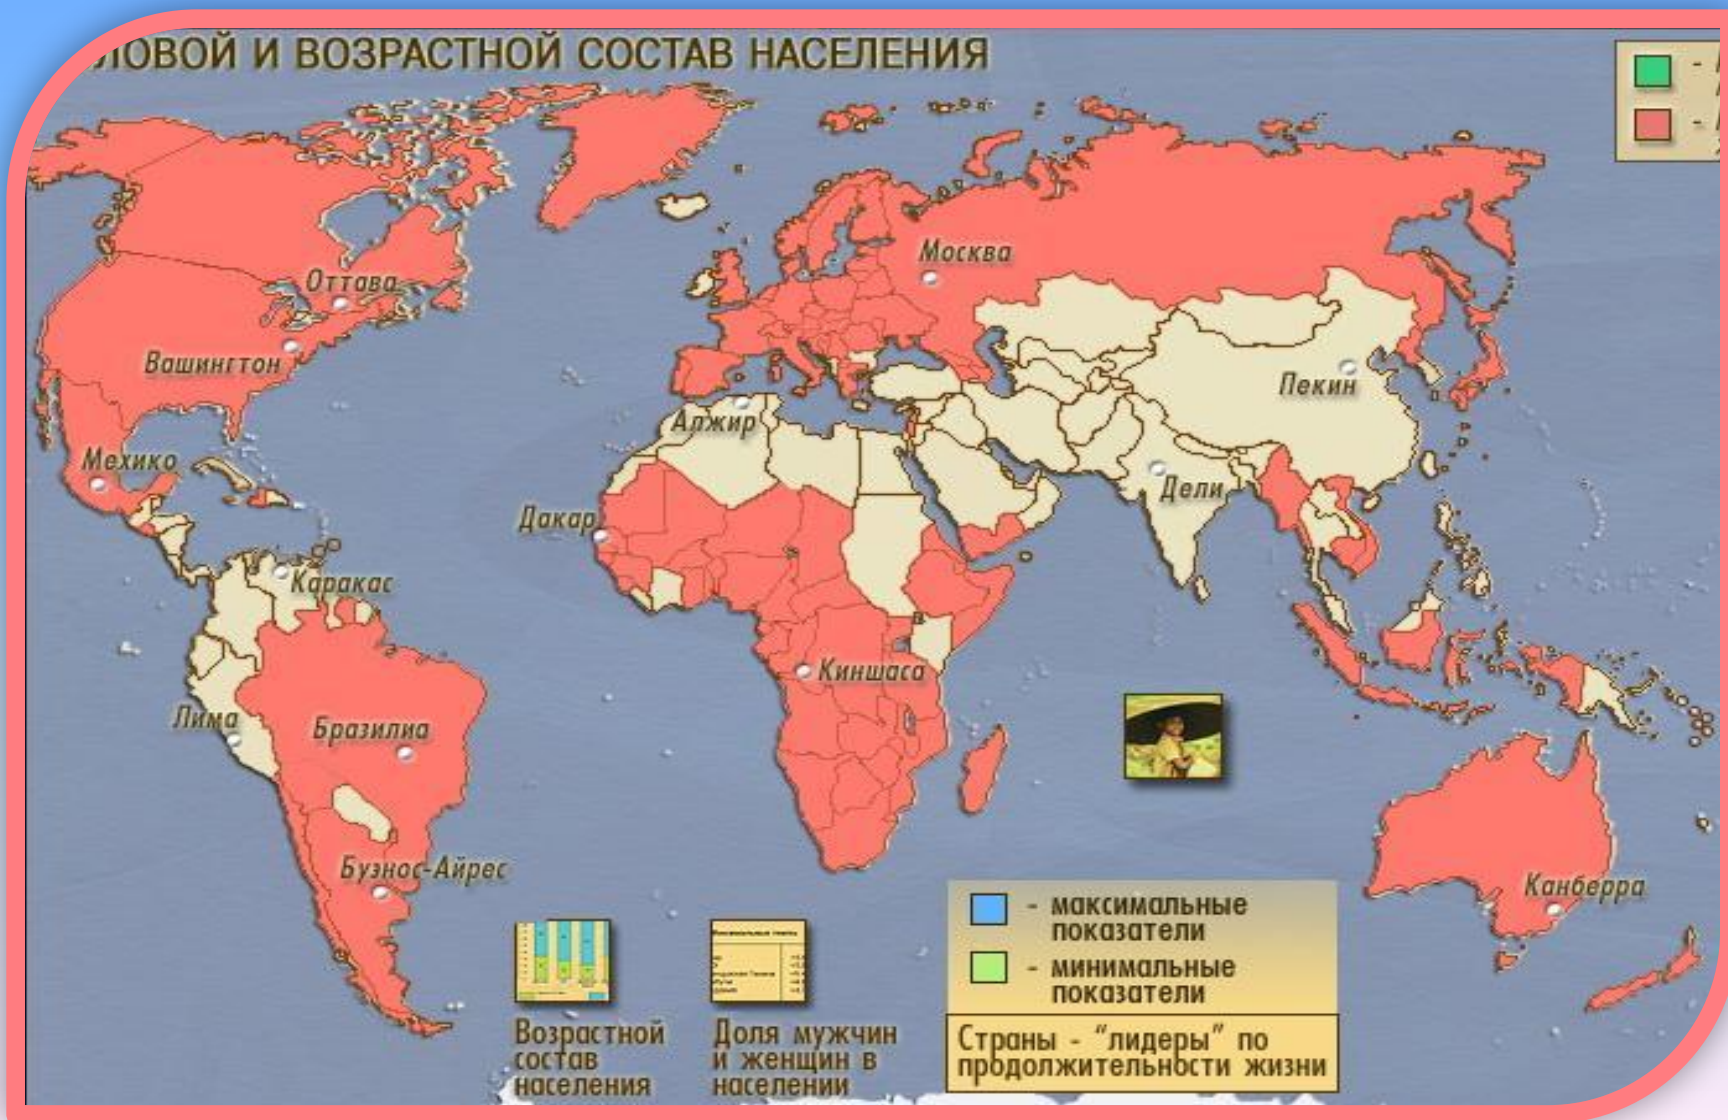 ЛОВОЙ И ВОЗРАСТНОЙ СОСТАВ НАСЕЛЕНИЯ
Москва
Оттава
Вашингтон
Пекин
Алжир
Мехико
Дели
Дакар
Каракас
Киншаса
Лима
Бразилиа
Буэнос-Айрес
Канберра
- максимальные
показатели
- минимальные
показатели
Возрастной
состав
населения
Доля мужчин
и женщин в
населении
Страны - “лидеры” по
продолжительности жизни